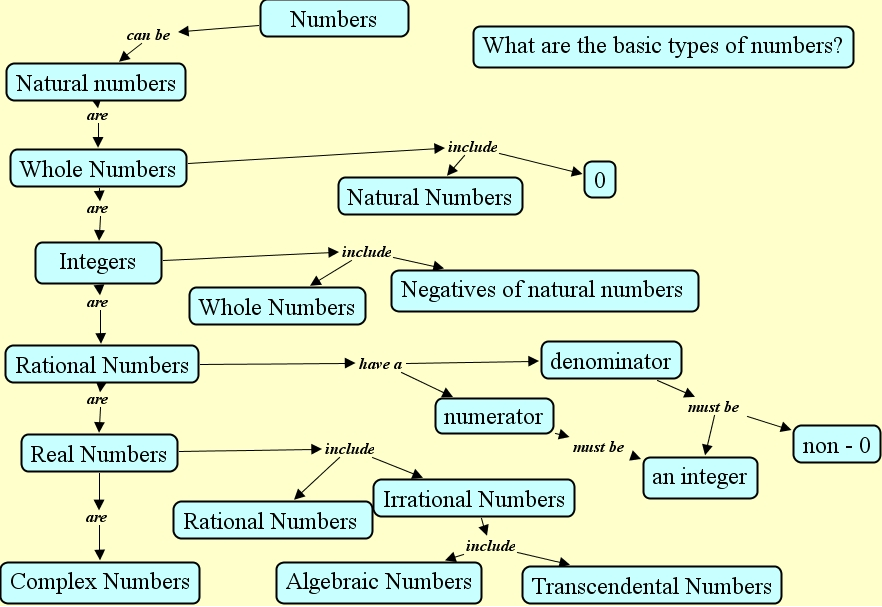 Numbers
can be
What are the basic types of numbers?
Natural numbers
are
Whole Numbers
include
Natural Numbers
0
are
Integers
include
Whole Numbers
Negatives of natural numbers
are
Rational Numbers
have a
denominator
numerator
must be
must be
an integer
non - 0
are
Real Numbers
include
Rational Numbers
Irrational Numbers
are
include
Complex Numbers
Algebraic Numbers
Transcendental Numbers